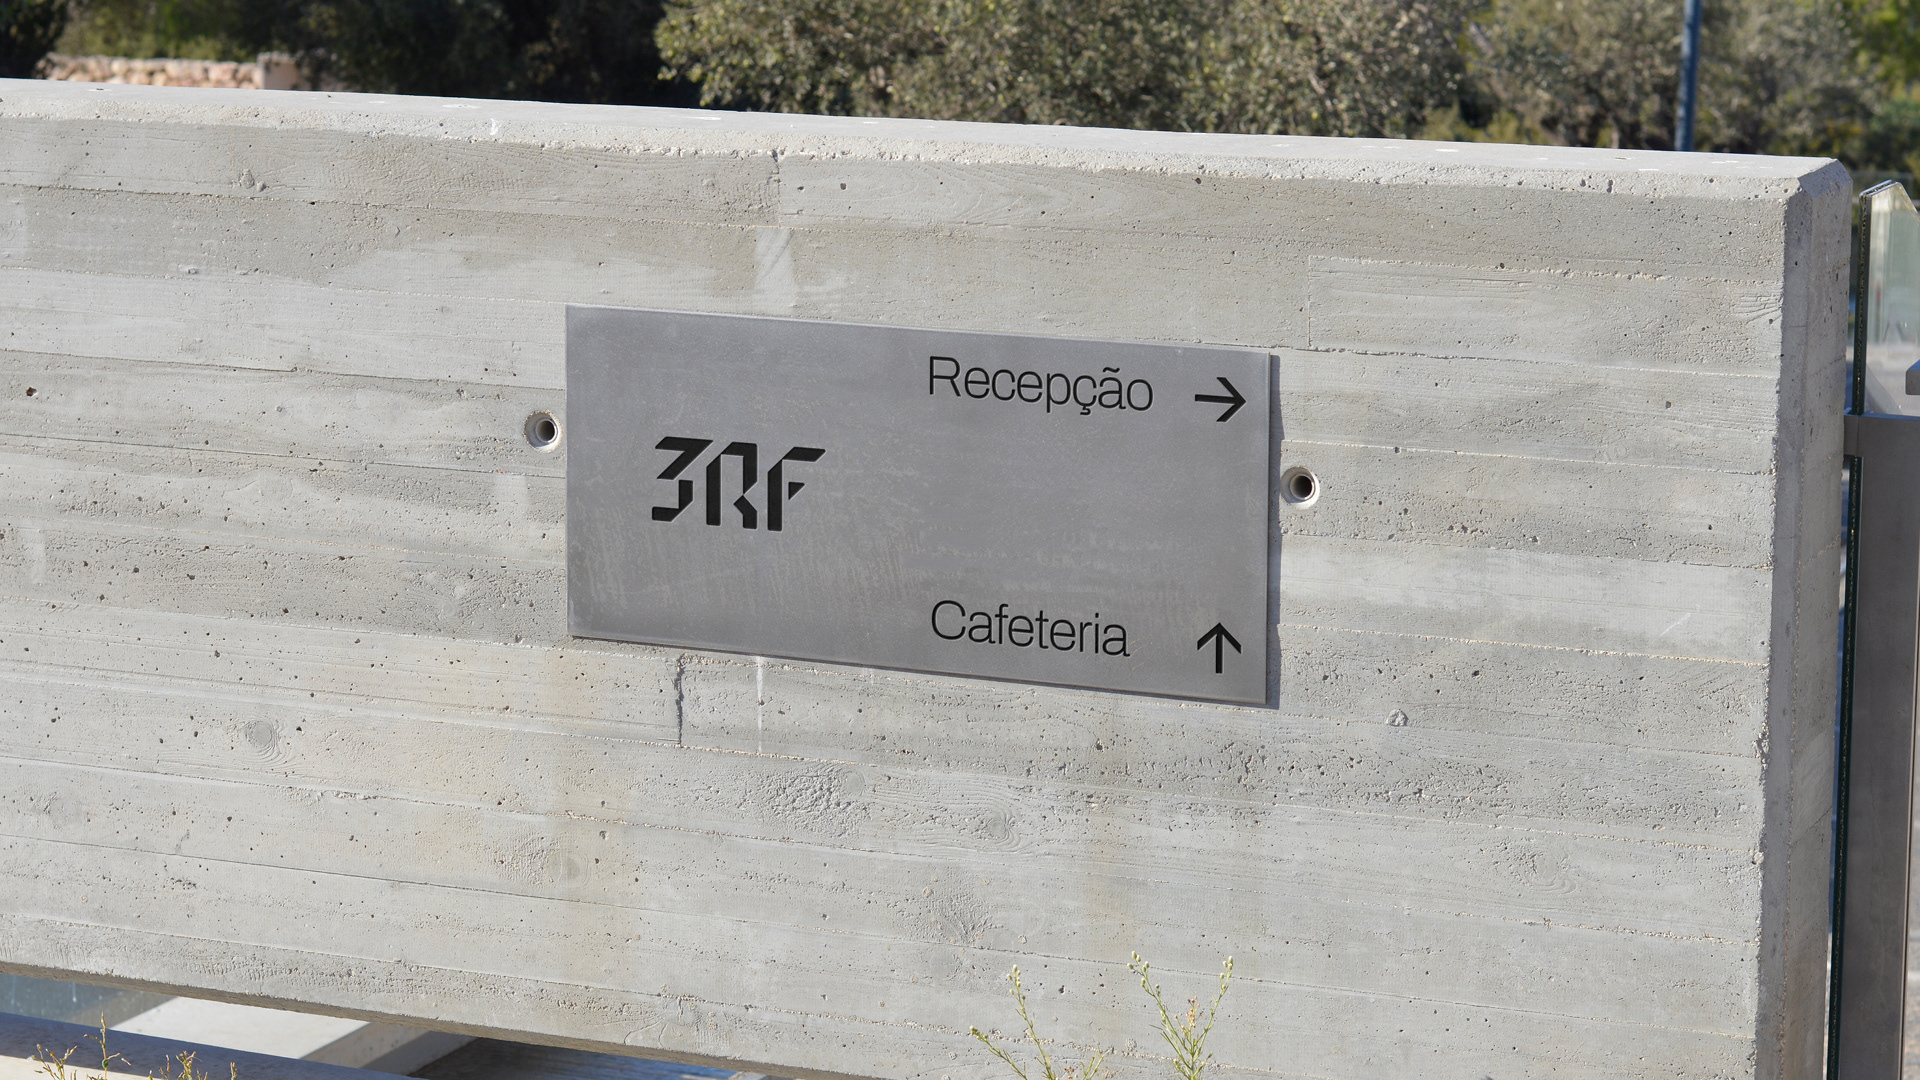 3RF
Recepção →
Cafeteria ↑